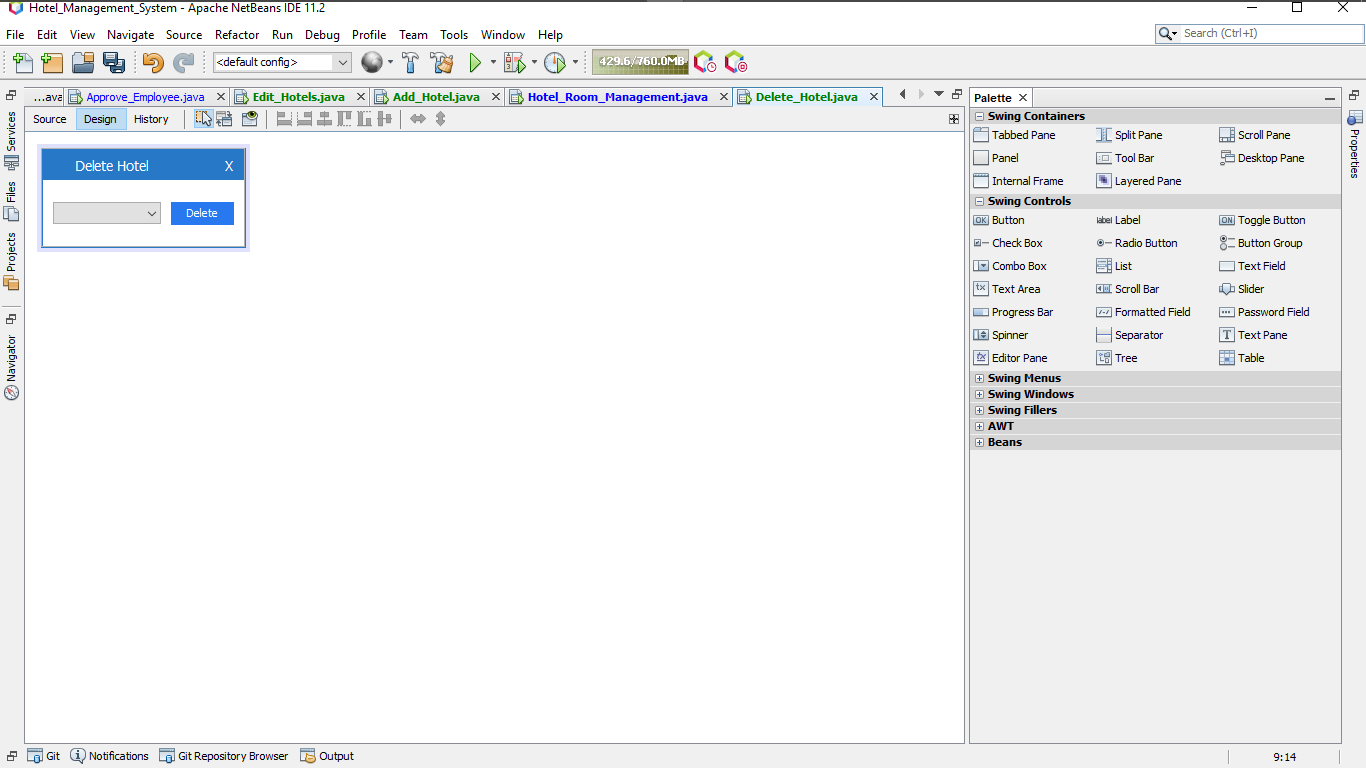 Hotel_Management_System - Apache NetBeans IDE 11.2
File Edit View Navigate Source Refactor Run Debug Profile Team Tools Window Help
Search (Ctrl+I)
<default config>
429.6/760.0MB
...ava Approve_Employee.java Edit_Hotels.java Add_Hotel.java Hotel_Room_Management.java Delete_Hotel.java
Source Design History
Services
Files
Projects
Navigator
Delete Hotel X
Delete
Palette
Swing Containers
Tabbed Pane Split Pane Scroll Pane
Panel Tool Bar Desktop Pane
Internal Frame Layered Pane
Swing Controls
Button Label Toggle Button
Check Box Radio Button Button Group
Combo Box List Text Field
Text Area Scroll Bar Slider
Progress Bar Formatted Field Password Field
Spinner Separator Text Pane
Editor Pane Tree Table
Swing Menus
Swing Windows
Swing Fillers
AWT
Beans
Properties
Git Notifications Git Repository Browser Output
9:14